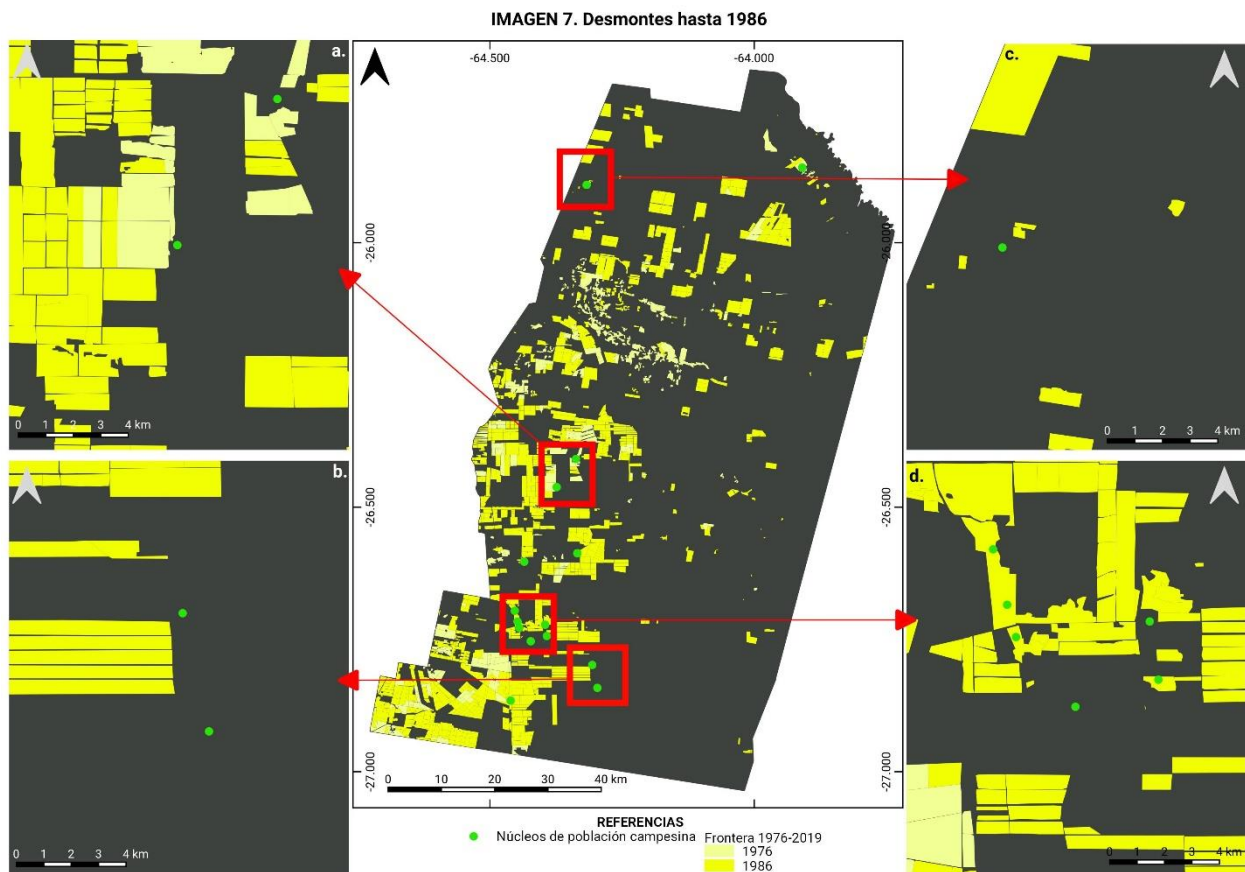 IMAGEN 7. Desmontes hasta 1986
a.
-64.500
-64.000
c.
-26.000
-26.000
0 1 2 3 4 km
0 1 2 3 4 km
b.
-26.500
-26.500
d.
-27.000
-27.000
0 10 20 30 40 km
0 1 2 3 4 km
0 1 2 3 4 km
REFERENCIAS
Núcleos de población campesina
Frontera 1976-2019
1976
1986